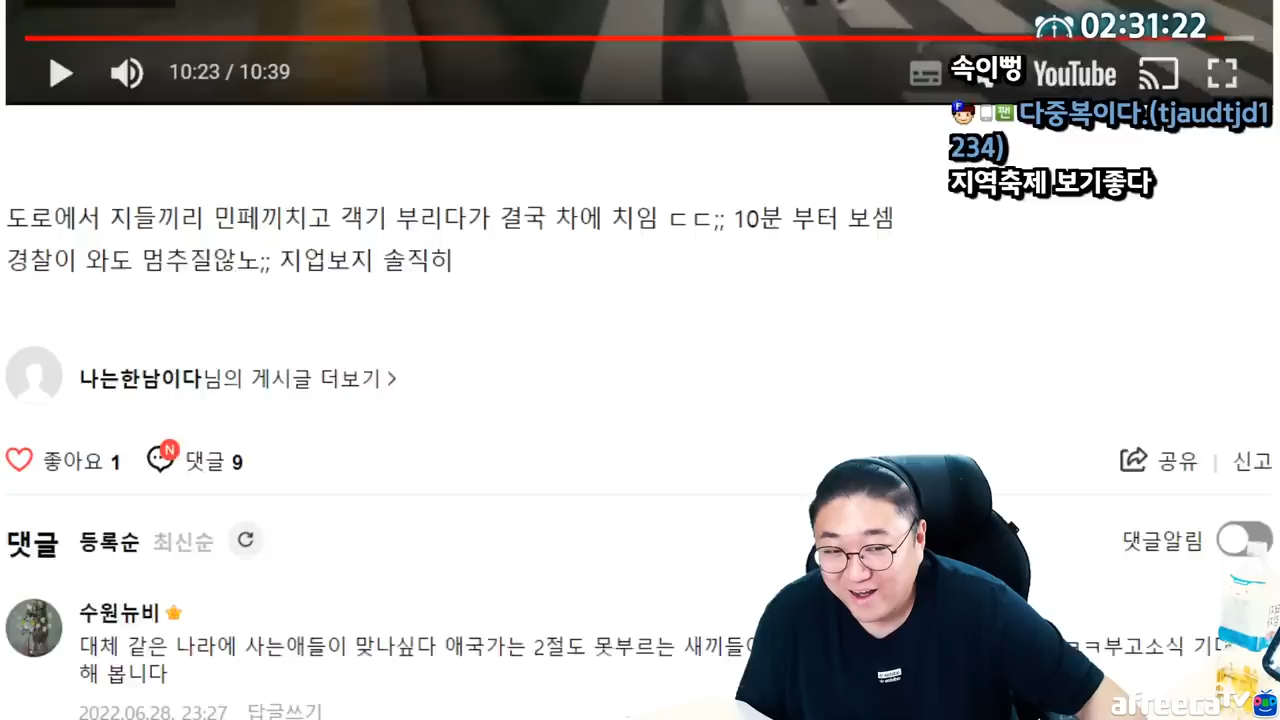 02:31:22
10:23 / 10:39
YouTube
속인뻥
F
짼
다중복이다.(tjaudtjd1
234)
지역축제 보기좋다
도로에서 지들끼리 민페끼치고 객기 부리다가 결국 차에 치임 ㄷㄷ;; 10분 부터 보셈
경찰이 와도 멈추질않노;; 지업보지 솔직히
나는한남이다님의 게시글 더보기 >
좋아요 1
N
댓글 9
공유 | 신고
댓글 등록순 최신순
댓글알림
수원뉴비
대체 같은 나라에 사는애들이 맞나싶다 애국가는 2절도 못부르는 새끼들 ㅋㅋ부고소식 기대
해 봅니다
2022.06.28. 23:27 답글쓰기
afreecaTV